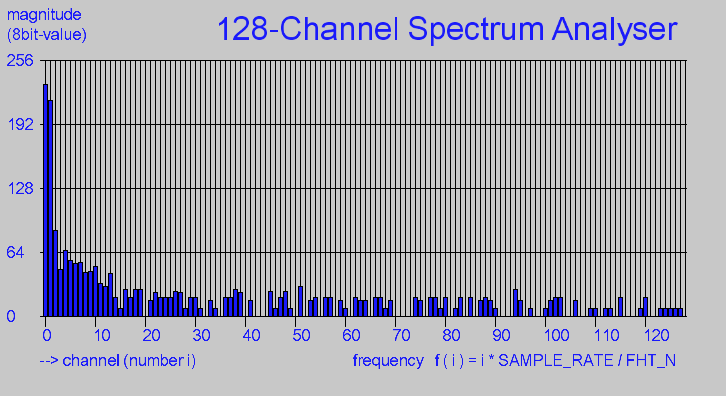 magnitude
(8bit-value)
128-Channel Spectrum Analyser
256
192
128
64
0
0 10 20 30 40 50 60 70 80 90 100 110 120
--> channel (number i)
frequency f ( i ) = i * SAMPLE_RATE / FHT_N